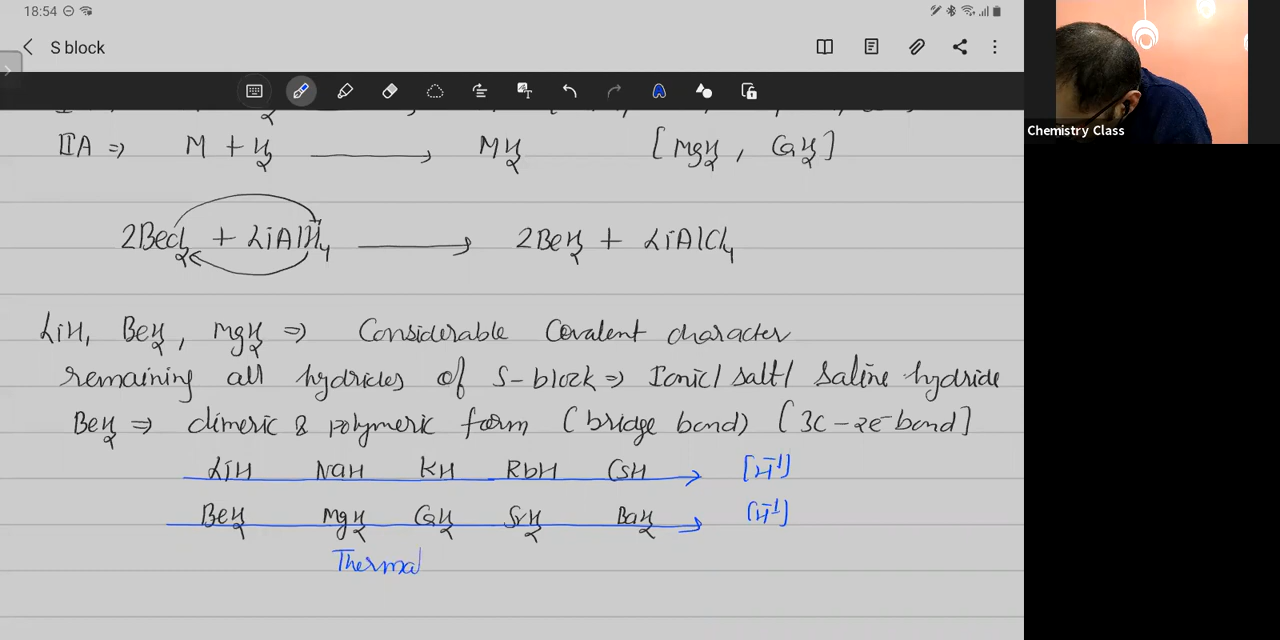 18:54
S block
IIA ⇒ M + H2 ⟶ MH2 [MgH2, CaH2]
2BeCl2 + LiAlH4 ⟶ 2BeH2 + LiAlCl4
LiH, BeH2, MgH2 ⇒ Considerable Covalent character
remaining all hydrides of S-block ⇒ Ionic/ salt/ Saline hydride
BeH2 ⇒ dimeric & polymeric form (bridge bond) [3C-2e⁻ bond]
LiH NaH KH RbH CsH [H⁻¹]
BeH2 MgH2 CaH2 SrH2 BaH2 [H⁻¹]
Thermal
Chemistry Class